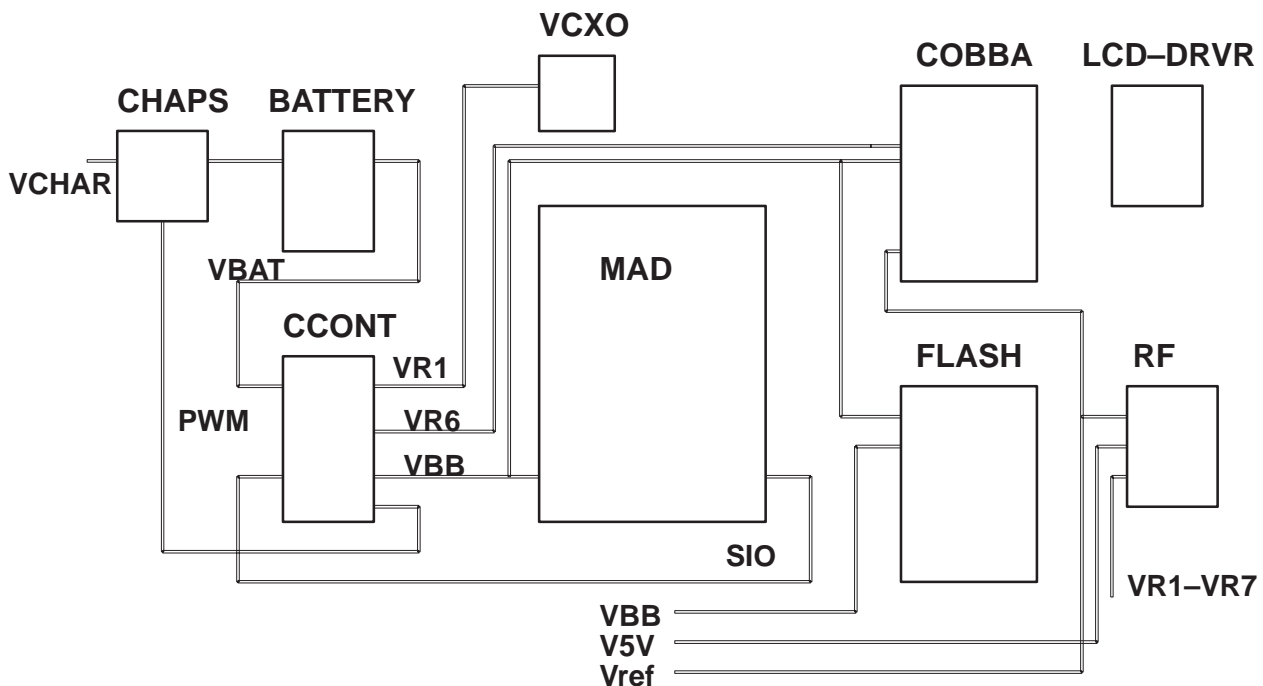 VCXO
COBBA
LCD–DRVR
CHAPS
BATTERY
VCHAR
MAD
VBAT
CCONT
VR1
FLASH
RF
PWM
VR6
VBB
SIO
VR1–VR7
VBB
V5V
Vref